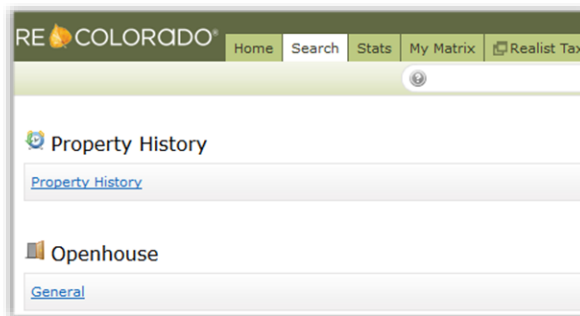 RE COLORADO®
Home Search Stats My Matrix Realist Tax
Property History
Property History
Openhouse
General